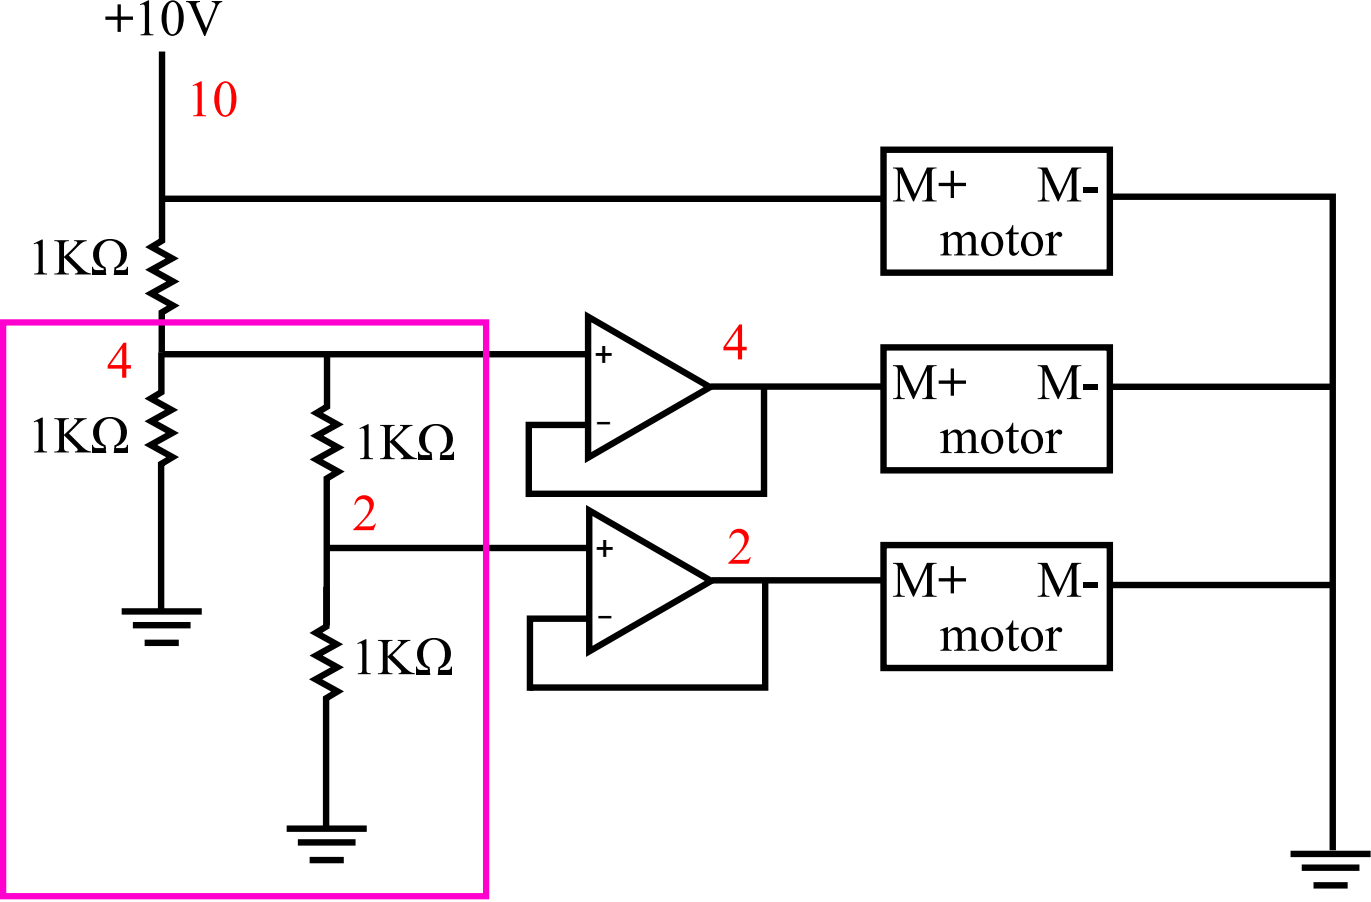 +10V
10
M+ M-
motor
1KΩ
4
+
4
M+ M-
motor
1KΩ
1KΩ
−
2
+
2
M+ M-
motor
−
1KΩ